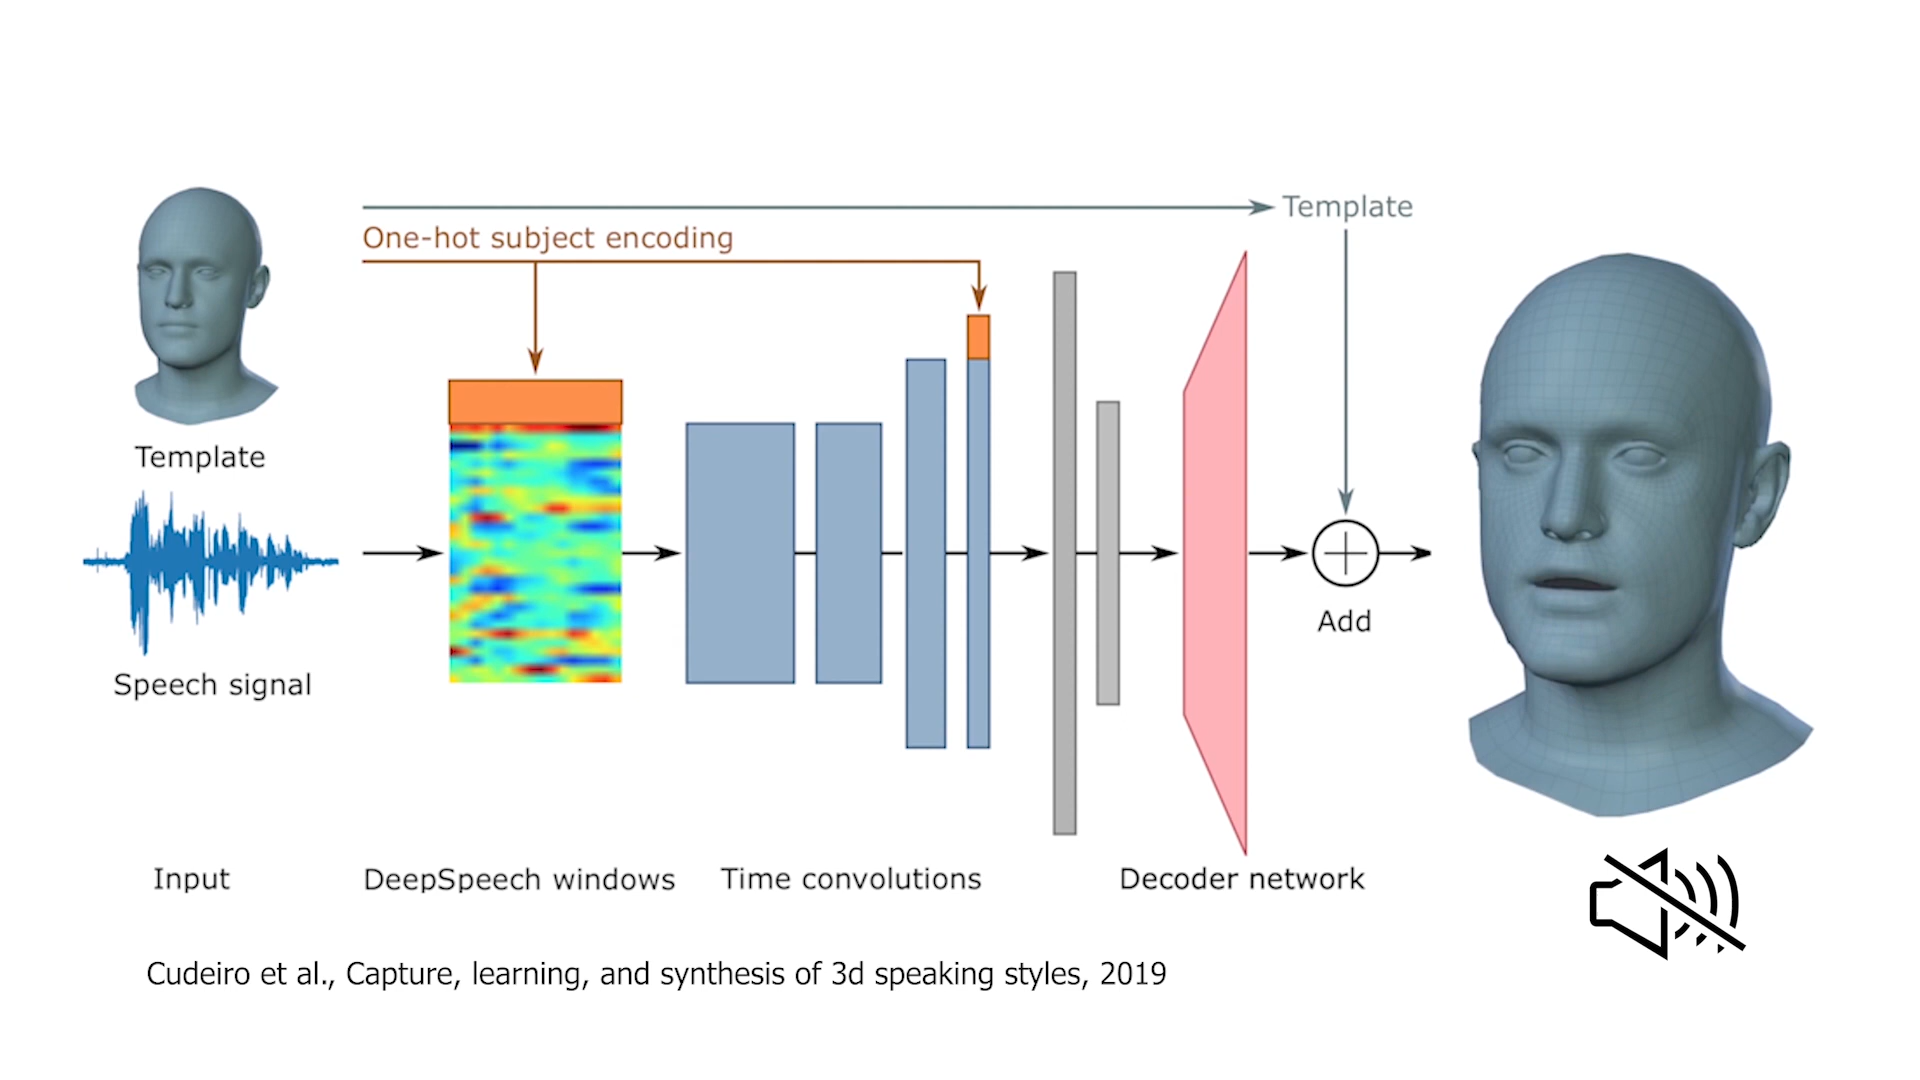 Template
One-hot subject encoding
Template
Speech signal
Add
Input
DeepSpeech windows
Time convolutions
Decoder network
Cudeiro et al., Capture, learning, and synthesis of 3d speaking styles, 2019